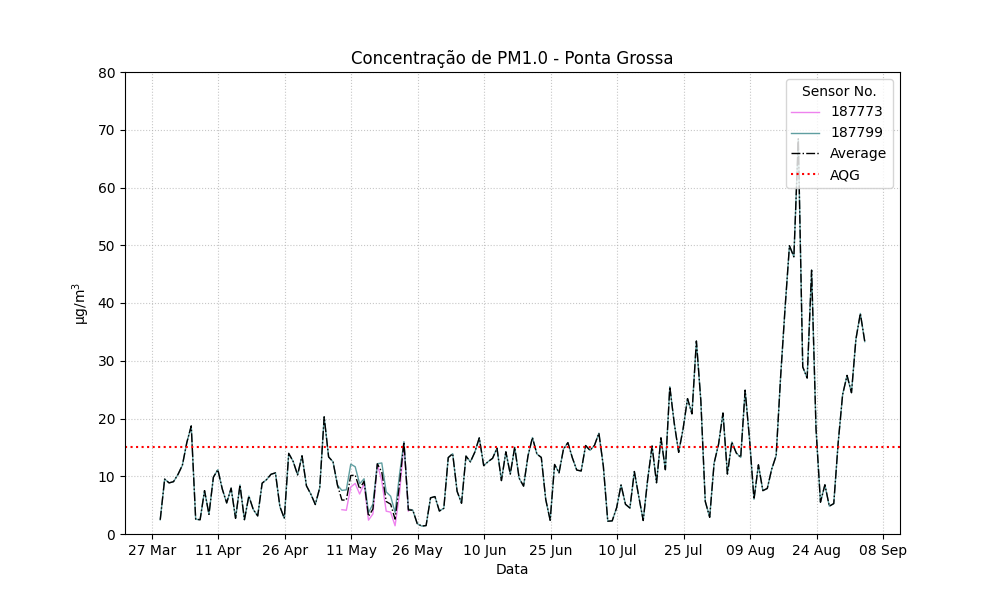 Concentração de PM1.0 - Ponta Grossa
80
70
60
50
40
30
20
10
0
µg/m³
Sensor No.
187773
187799
Average
AQG
27 Mar
11 Apr
26 Apr
11 May
26 May
10 Jun
25 Jun
10 Jul
25 Jul
09 Aug
24 Aug
08 Sep
Data